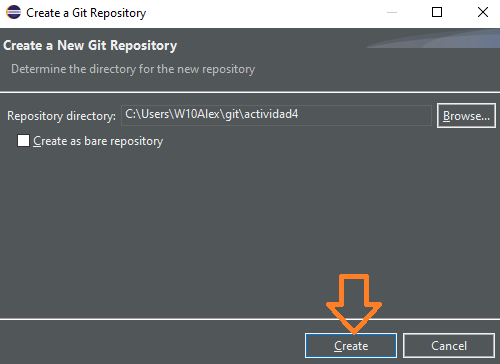 Create a Git Repository
Create a New Git Repository
Determine the directory for the new repository
Repository directory: C:\Users\W10Alex\git\actividad4 Browse...
Create as bare repository
Create Cancel